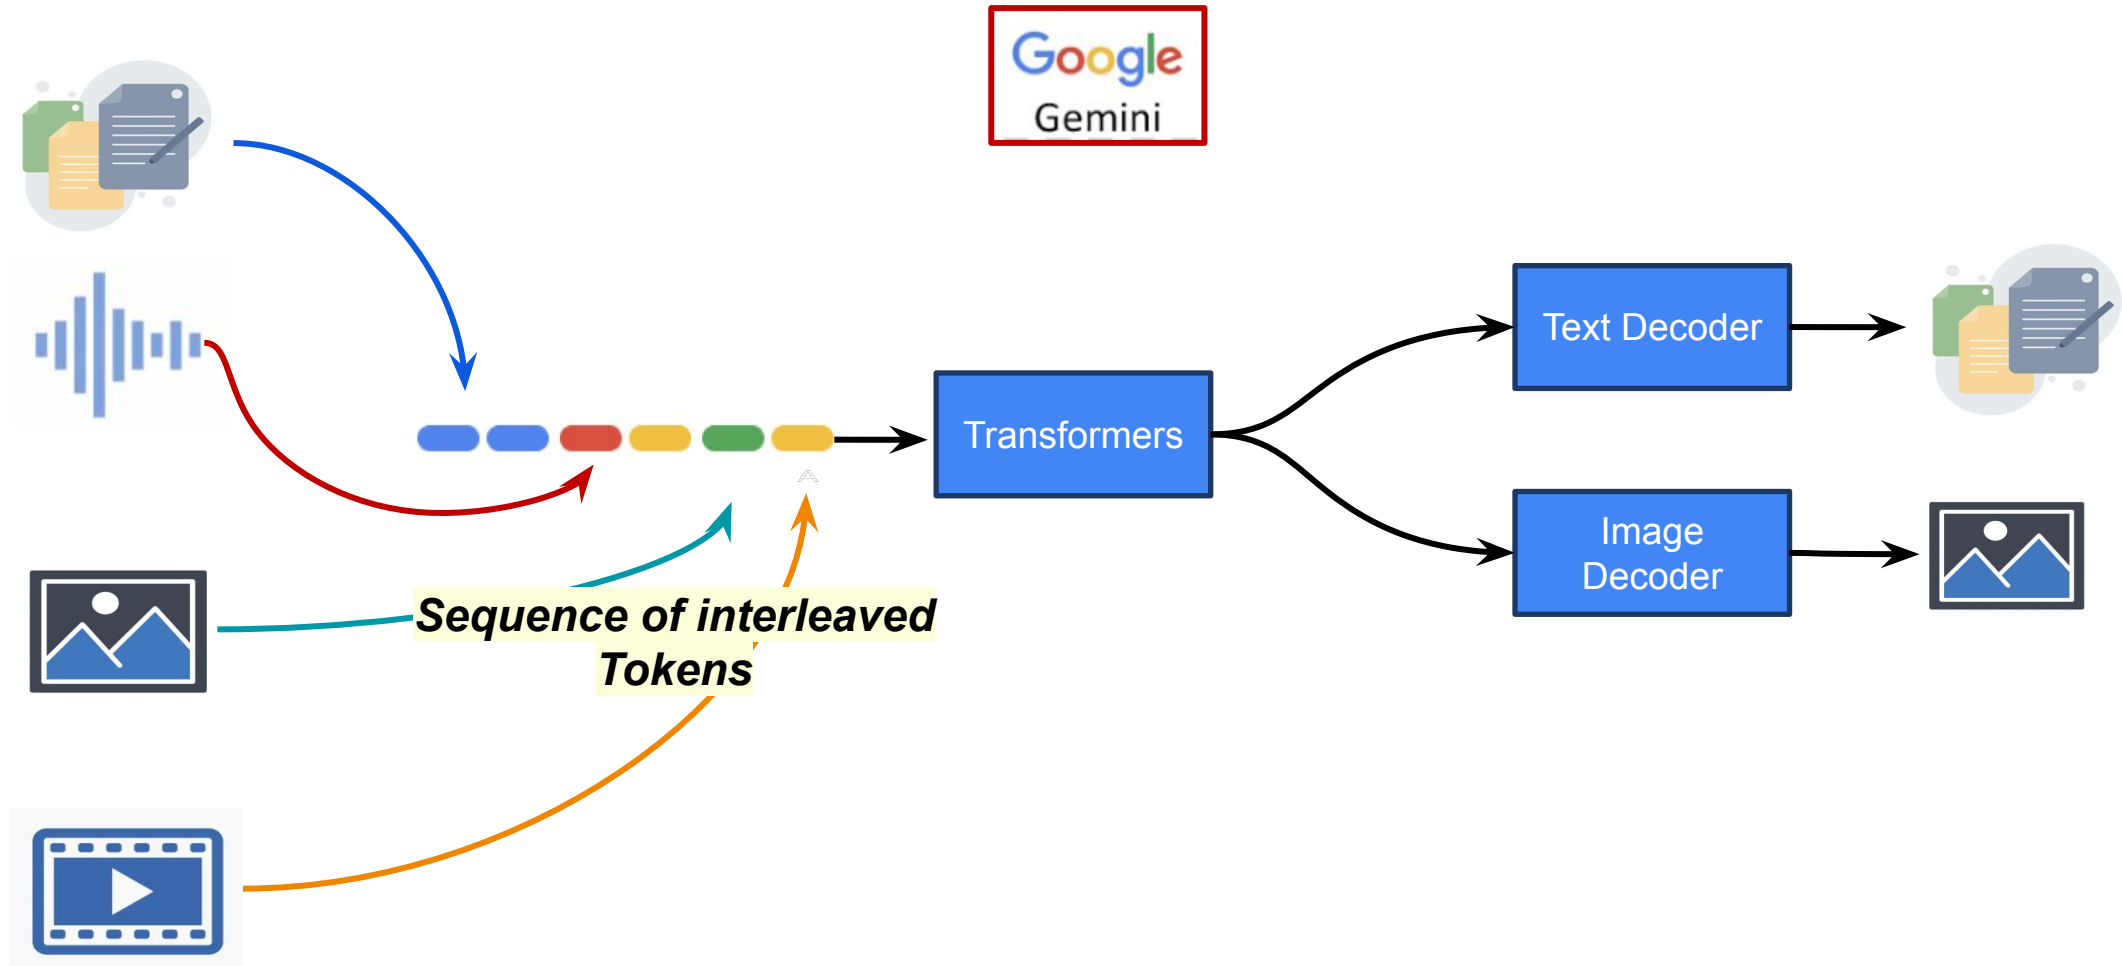 Google
Gemini
Text Decoder
Transformers
Image
Decoder
Sequence of interleaved
Tokens